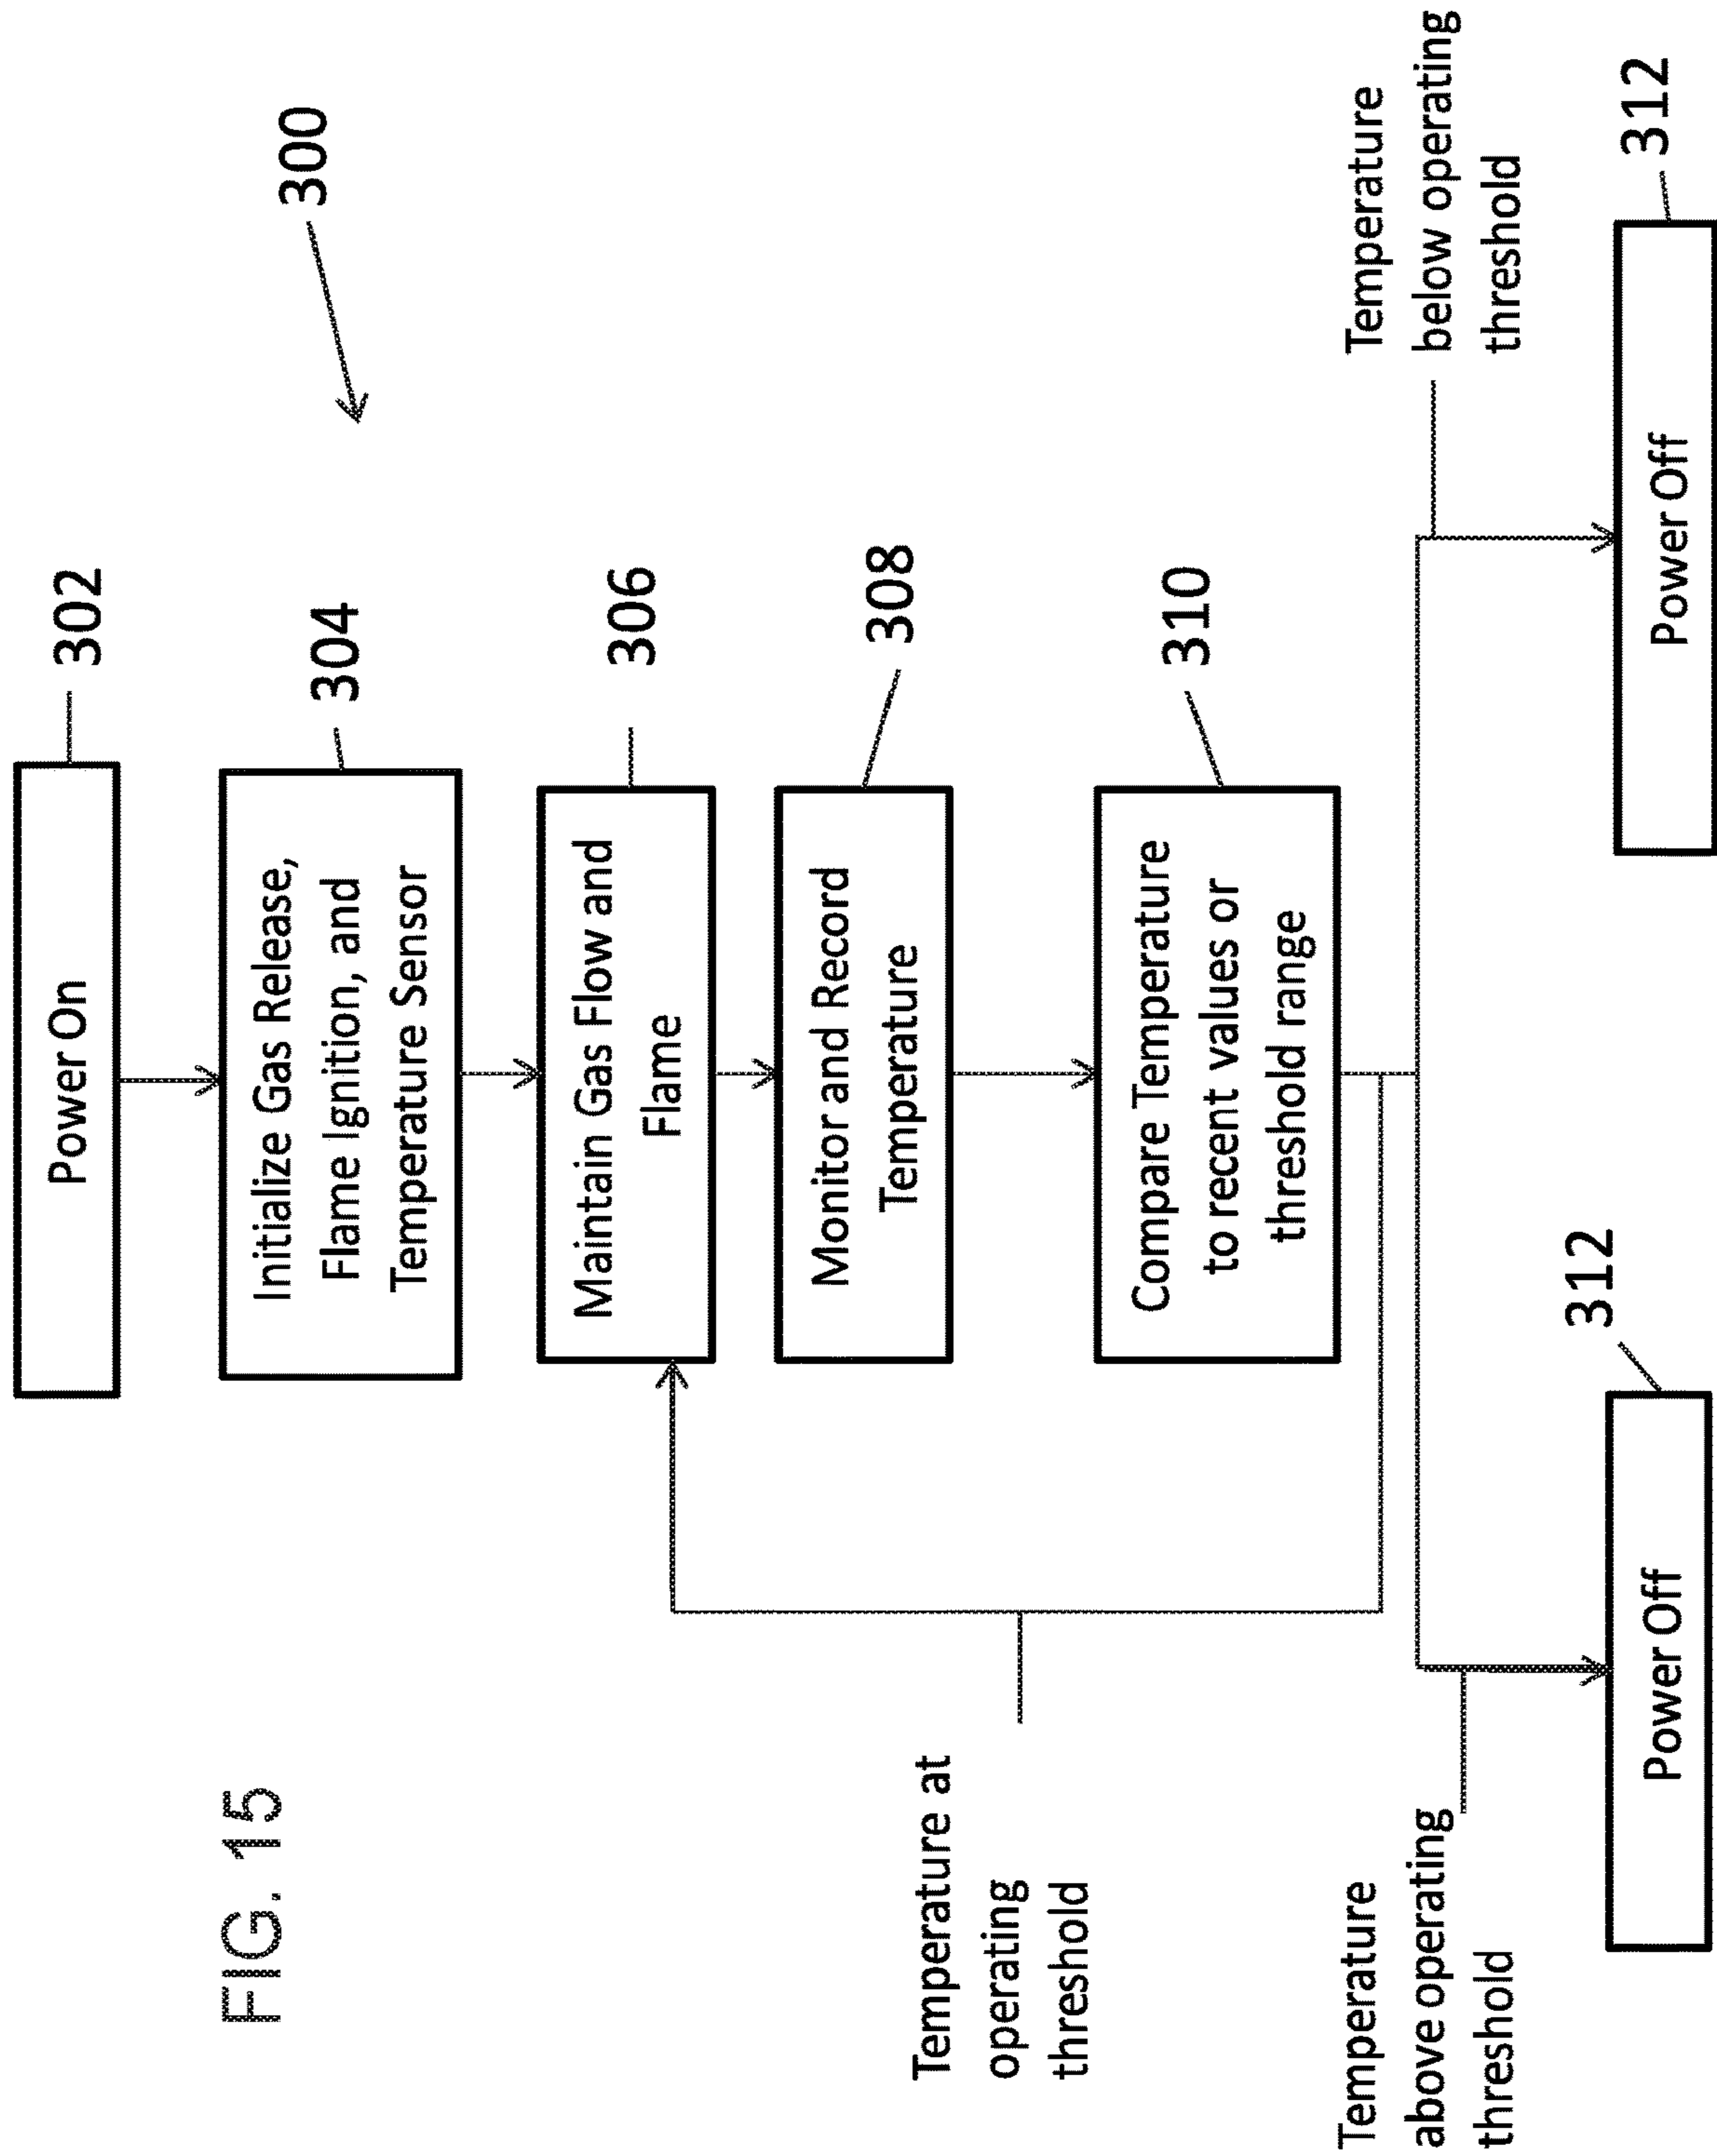 FIG. 15
300
Power On
302
Initialize Gas Release,
Flame Ignition, and
Temperature Sensor
304
Maintain Gas Flow and
Flame
306
Monitor and Record
Temperature
308
Compare Temperature
to recent values or
threshold range
310
Temperature at
operating
threshold
Temperature
above operating
threshold
Temperature
below operating
threshold
Power Off
312
Power Off
312